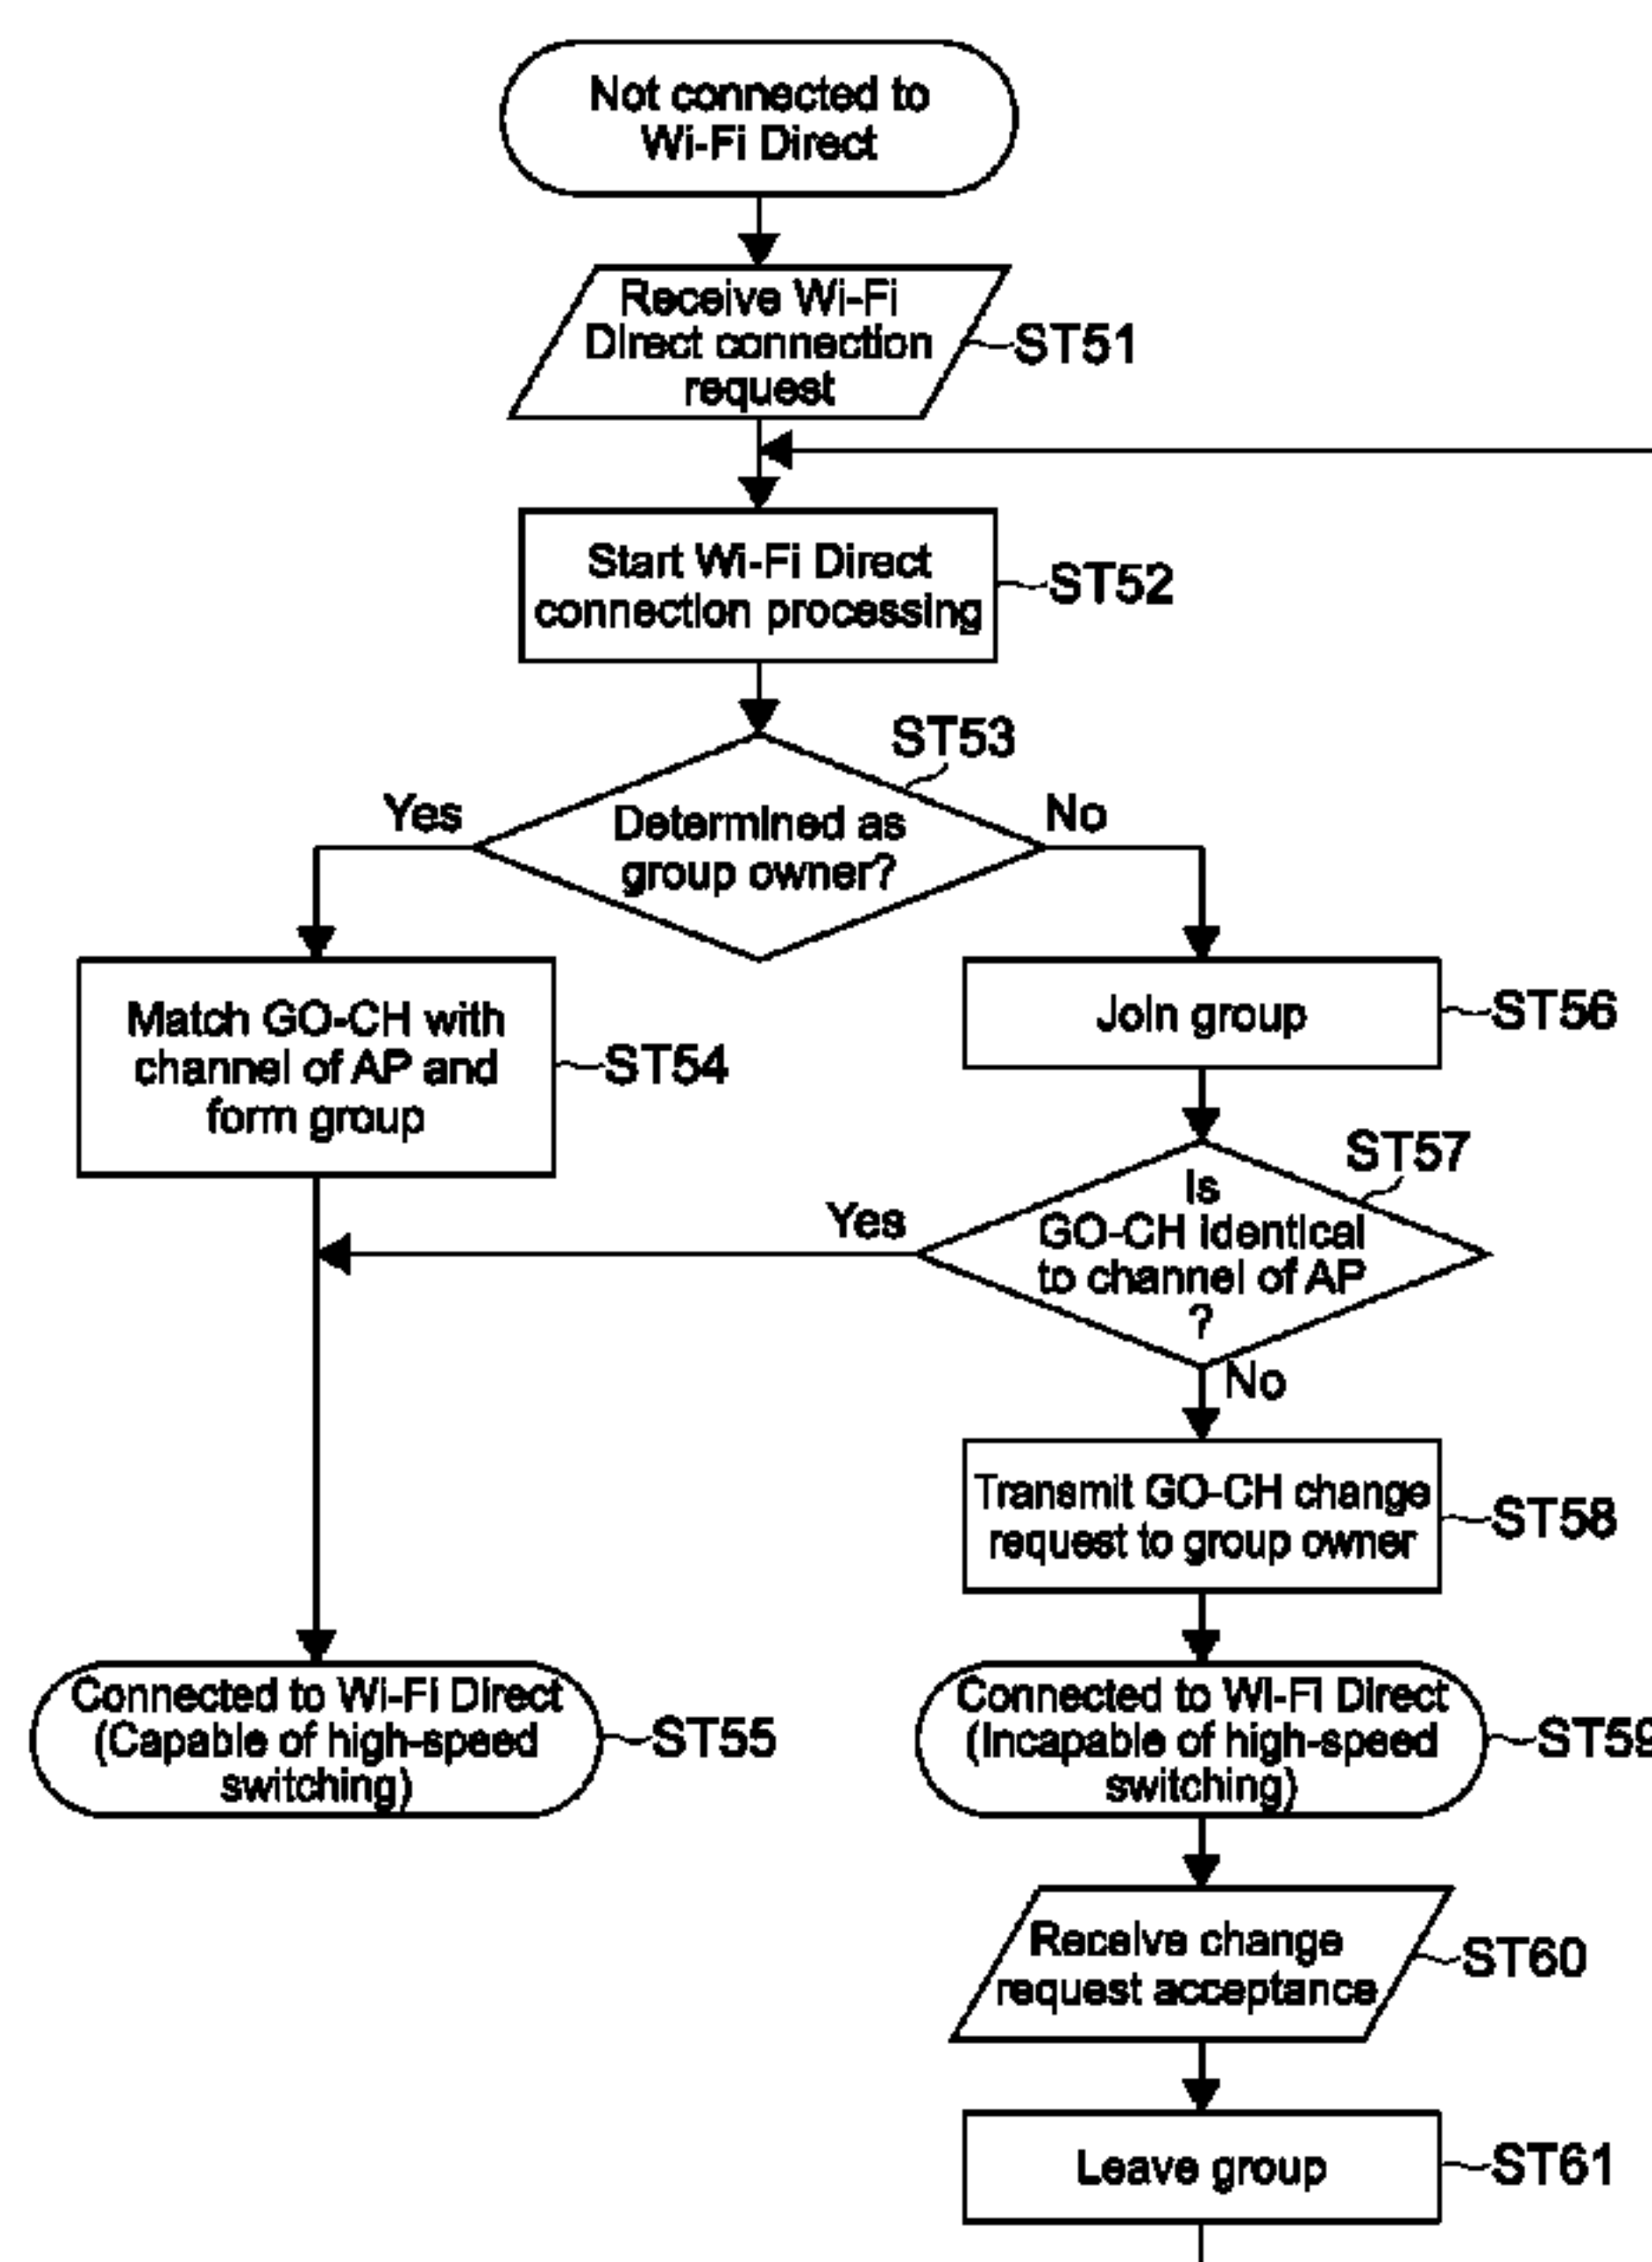 Not connected to
Wi-Fi Direct
Receive Wi-Fi
Direct connection
request
ST51
Start Wi-Fi Direct
connection processing
ST52
ST53
Yes
Determined as
group owner?
No
Match GO-CH with
channel of AP and
form group
ST54
Join group
ST56
ST57
Yes
Is
GO-CH identical
to channel of AP
?
No
Transmit GO-CH change
request to group owner
ST58
Connected to Wi-Fi Direct
(Capable of high-speed
switching)
ST55
Connected to Wi-Fi Direct
(Incapable of high-speed
switching)
ST59
Receive change
request acceptance
ST60
Leave group
ST61